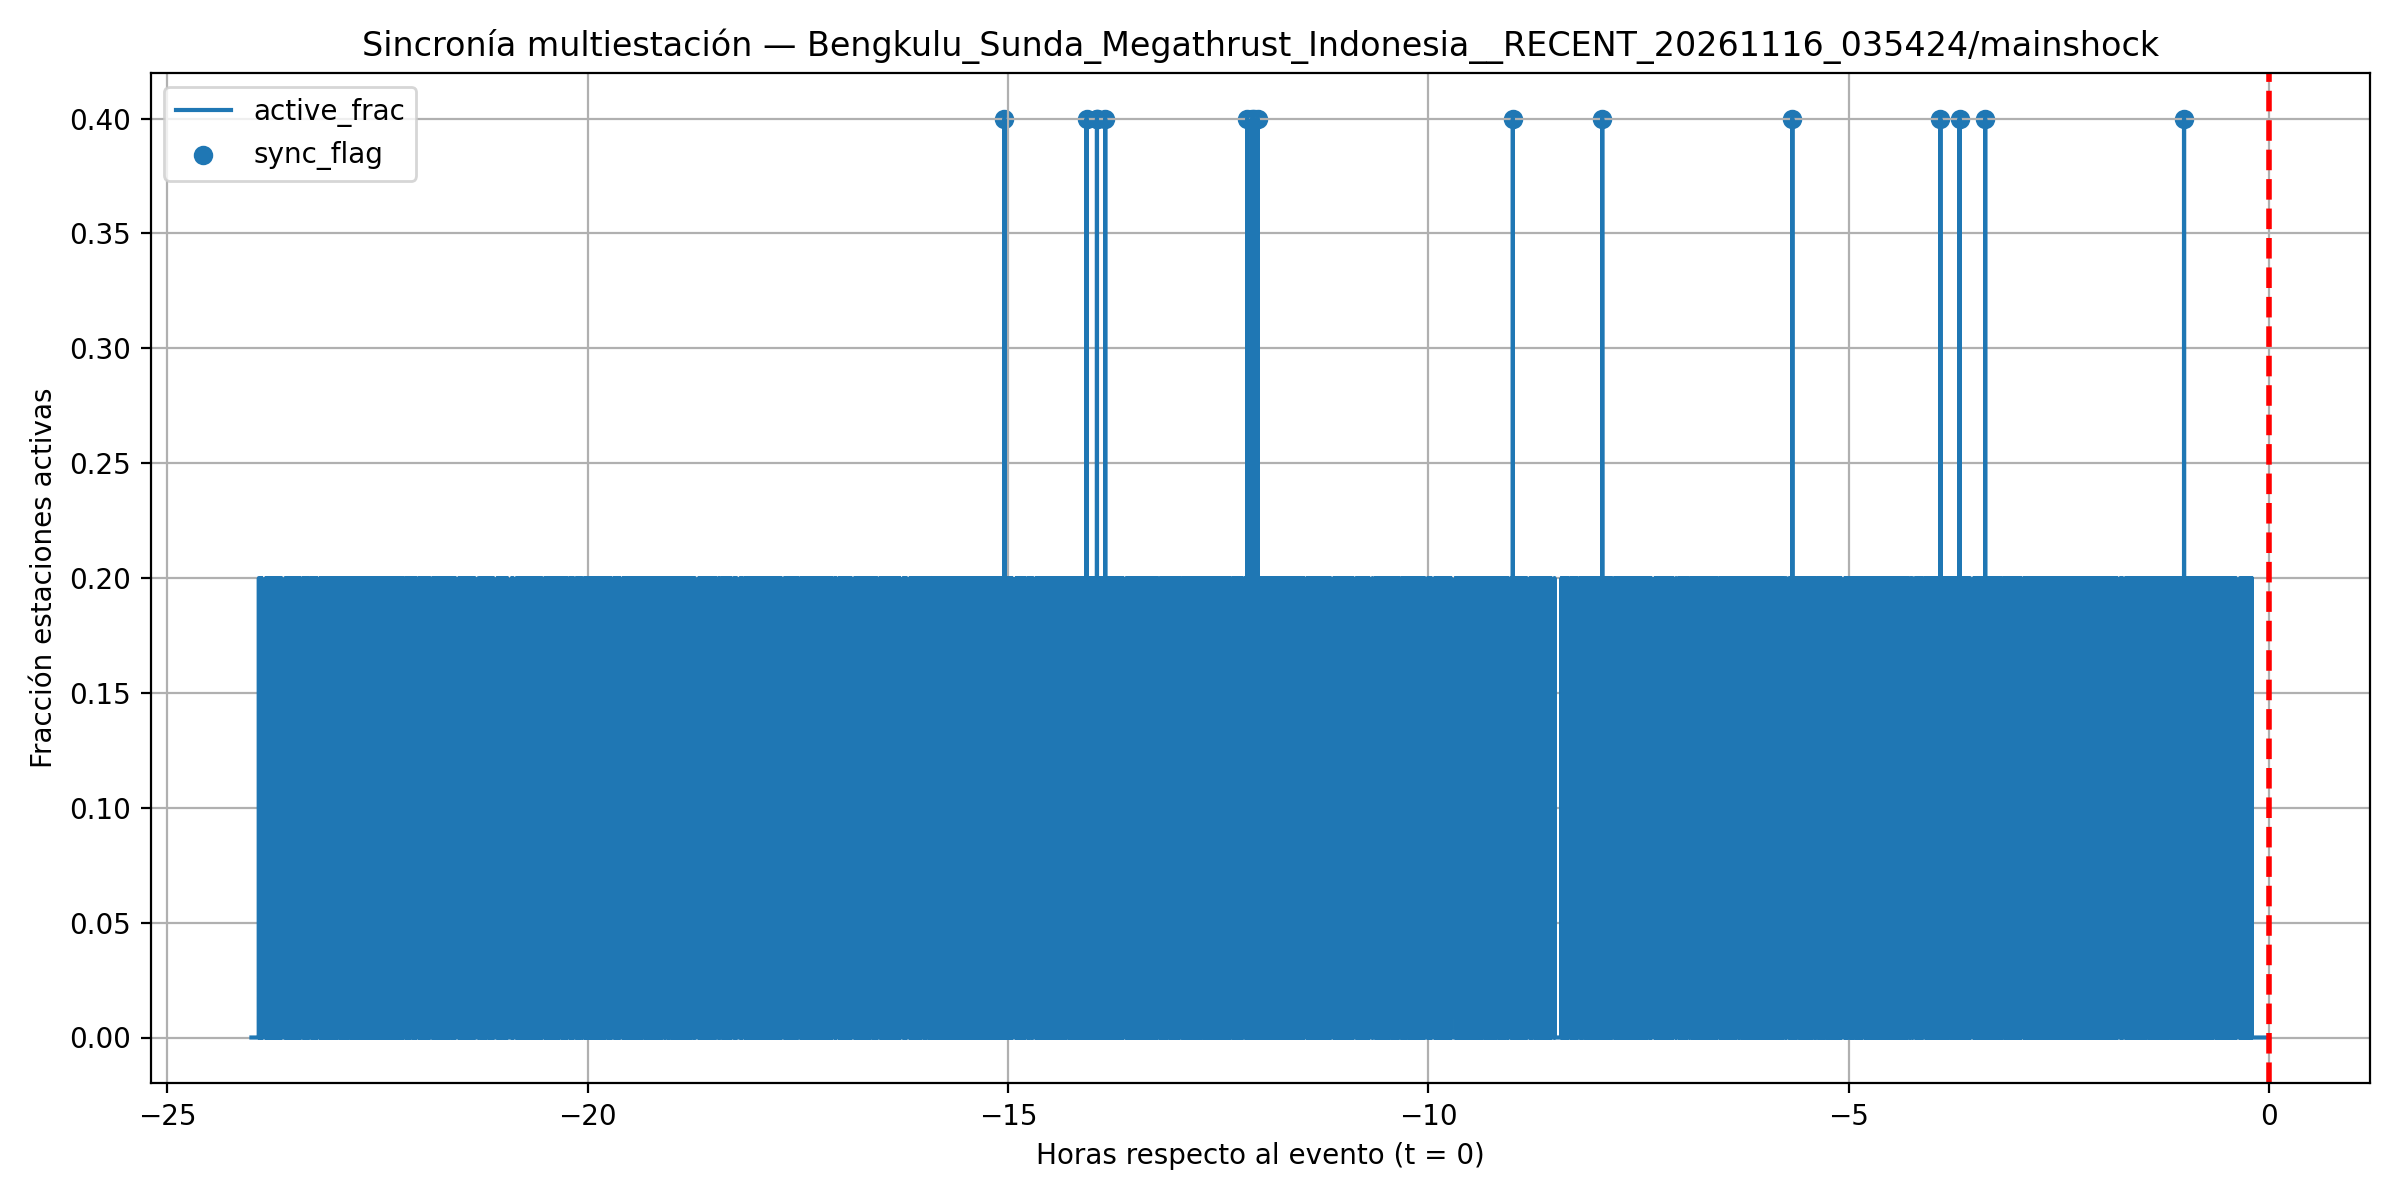 Sincronía multiestación — Bengkulu_Sunda_Megathrust_Indonesia__RECENT_20261116_035424/mainshock
active_frac
sync_flag
0.40
0.35
0.30
0.25
0.20
0.15
0.10
0.05
0.00
Fracción estaciones activas
−25 −20 −15 −10 −5 0
Horas respecto al evento (t = 0)